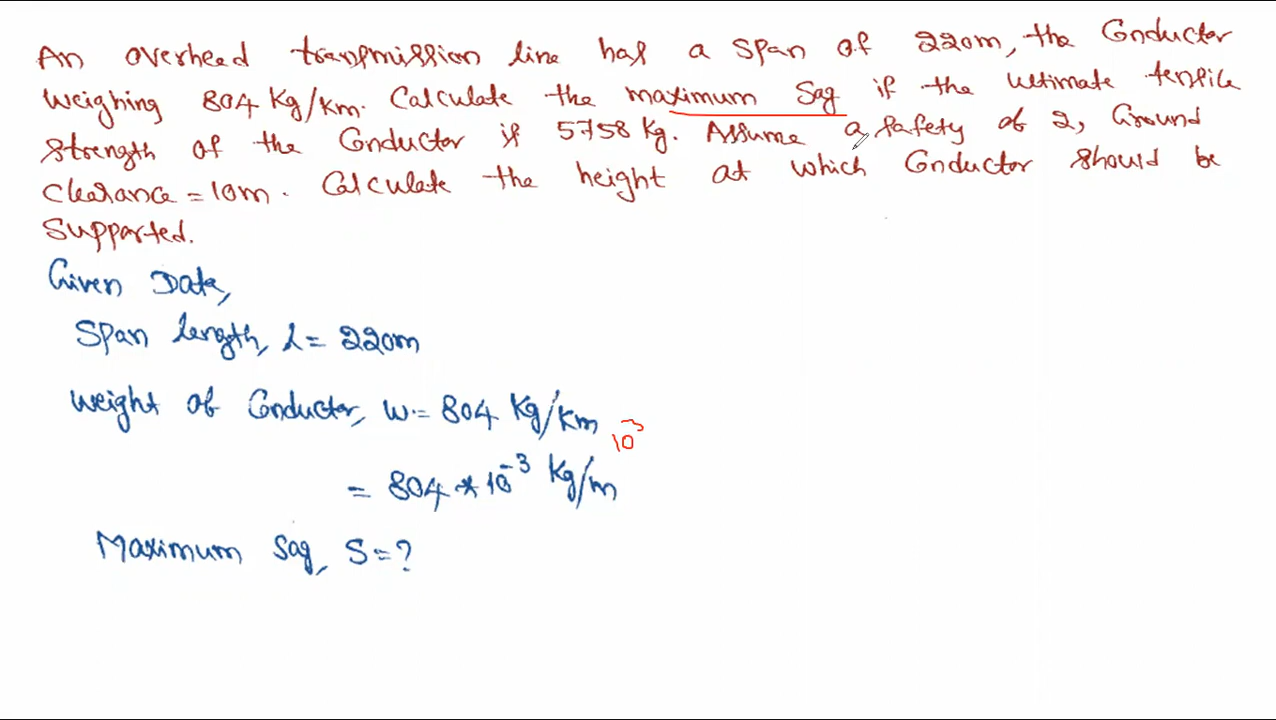 An overhead transmission line has a span of 220m, the Conductor
weighing 804 Kg/km. Calculate the maximum Sag if the ultimate tensile
strength of the Conductor is 5758 Kg. Assume a safety of 2, Ground
clearance = 10m. Calculate the height at which Conductor should be
Supported.
Given Data,
Span length, L = 220m
Weight of Conductor, w = 804 Kg/Km
10⁻³
= 804 * 10⁻³ Kg/m
Maximum Sag, S = ?